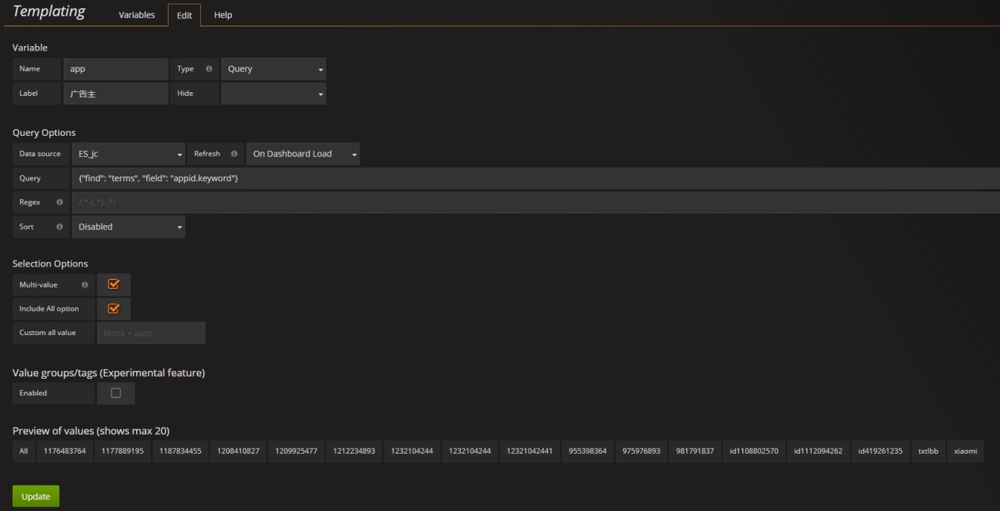 Templating Variables Edit Help
Variable
Name app Type Query
Label 广告主 Hide
Query Options
Data source ES_jc Refresh On Dashboard Load
Query {"find": "terms", "field": "appid.keyword"}
Regex /.*-(.*)-.*/
Sort Disabled
Selection Options
Multi-value
Include All option
Custom all value blank = auto
Value groups/tags (Experimental feature)
Enabled
Preview of values (shows max 20)
All 1176483764 1177889195 1187834455 1208410827 1209925477 1212234893 1232104244 1232104244 12321042441 955398364 975976893 981791837 id1108802570 id1112094262 id419261235 txtlbb xiaomi
Update